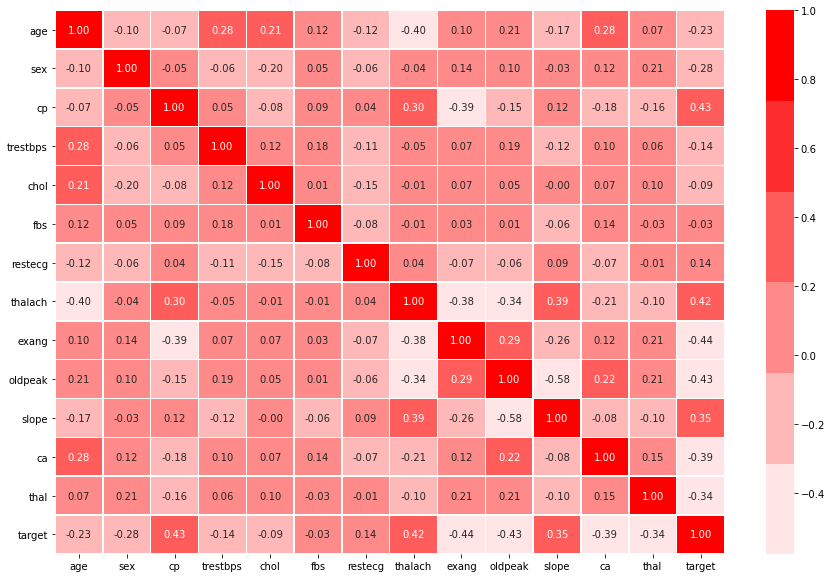 age 1.00 -0.10 -0.07 0.28 0.21 0.12 -0.12 -0.40 0.10 0.21 -0.17 0.28 0.07 -0.23
sex -0.10 1.00 -0.05 -0.06 -0.20 0.05 -0.06 -0.04 0.14 0.10 -0.03 0.12 0.21 -0.28
cp -0.07 -0.05 1.00 0.05 -0.08 0.09 0.04 0.30 -0.39 -0.15 0.12 -0.18 -0.16 0.43
trestbps 0.28 -0.06 0.05 1.00 0.12 0.18 -0.11 -0.05 0.07 0.19 -0.12 0.10 0.06 -0.14
chol 0.21 -0.20 -0.08 0.12 1.00 0.01 -0.15 -0.01 0.07 0.05 -0.00 0.07 0.10 -0.09
fbs 0.12 0.05 0.09 0.18 0.01 1.00 -0.08 -0.01 0.03 0.01 -0.06 0.14 -0.03 -0.03
restecg -0.12 -0.06 0.04 -0.11 -0.15 -0.08 1.00 0.04 -0.07 -0.06 0.09 -0.07 -0.01 0.14
thalach -0.40 -0.04 0.30 -0.05 -0.01 -0.01 0.04 1.00 -0.38 -0.34 0.39 -0.21 -0.10 0.42
exang 0.10 0.14 -0.39 0.07 0.07 0.03 -0.07 -0.38 1.00 0.29 -0.26 0.12 0.21 -0.44
oldpeak 0.21 0.10 -0.15 0.19 0.05 0.01 -0.06 -0.34 0.29 1.00 -0.58 0.22 0.21 -0.43
slope -0.17 -0.03 0.12 -0.12 -0.00 -0.06 0.09 0.39 -0.26 -0.58 1.00 -0.08 -0.10 0.35
ca 0.28 0.12 -0.18 0.10 0.07 0.14 -0.07 -0.21 0.12 0.22 -0.08 1.00 0.15 -0.39
thal 0.07 0.21 -0.16 0.06 0.10 -0.03 -0.01 -0.10 0.21 0.21 -0.10 0.15 1.00 -0.34
target -0.23 -0.28 0.43 -0.14 -0.09 -0.03 0.14 0.42 -0.44 -0.43 0.35 -0.39 -0.34 1.00
age sex cp trestbps chol fbs restecg thalach exang oldpeak slope ca thal target
1.0
0.8
0.6
0.4
0.2
0.0
−0.2
−0.4